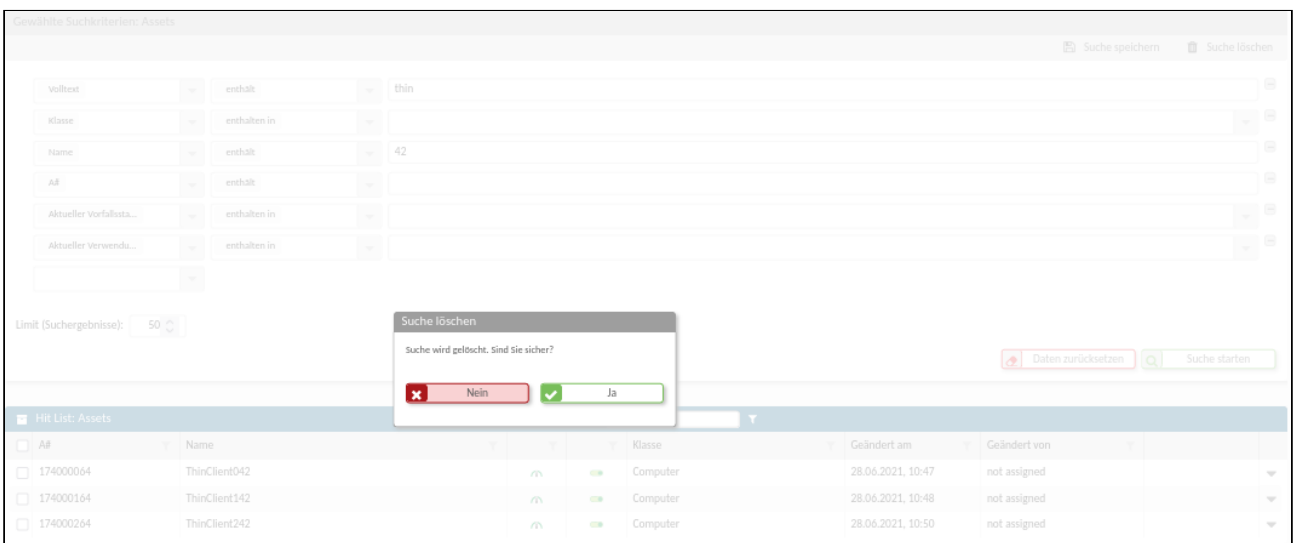 Gewählte Suchkriterien: Assets
Suche speichern Suche löschen
Volltext enthält thin
Klasse enthalten in
Name enthält 42
A# enthält
Aktueller Vorfallssta... enthalten in
Aktueller Verwendu... enthalten in
Limit (Suchergebnisse): 50
Suche löschen
Suche wird gelöscht. Sind Sie sicher?
Nein Ja
Daten zurücksetzen Suche starten
Hit List: Assets
A# Name Klasse Geändert am Geändert von
174000064 ThinClient042 Computer 28.06.2021, 10:47 not assigned
174000164 ThinClient142 Computer 28.06.2021, 10:48 not assigned
174000264 ThinClient242 Computer 28.06.2021, 10:50 not assigned